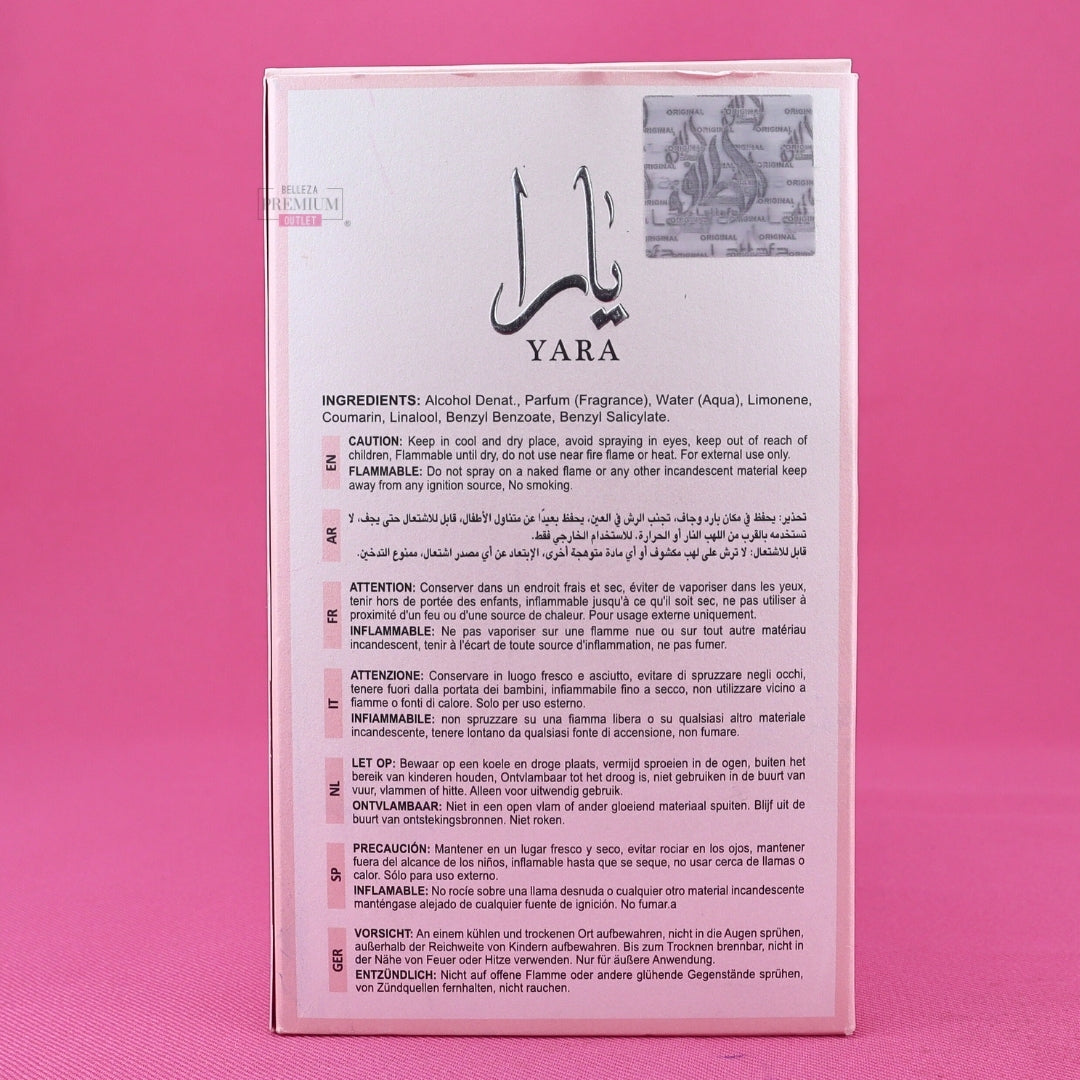 BELLEZA
PREMIUM
OUTLET
®
ORIGINAL
ORIGINAL
ORIGINAL
ORIGINAL
ORIGINAL
يارا
YARA
INGREDIENTS: Alcohol Denat., Parfum (Fragrance), Water (Aqua), Limonene,
Coumarin, Linalool, Benzyl Benzoate, Benzyl Salicylate.
EN
CAUTION: Keep in cool and dry place, avoid spraying in eyes, keep out of reach of
children, Flammable until dry, do not use near fire flame or heat. For external use only.
FLAMMABLE: Do not spray on a naked flame or any other incandescent material keep
away from any ignition source, No smoking.
AR
تحذير: يحفظ في مكان بارد وجاف، تجنب الرش في العين، يحفظ بعيدًا عن متناول الأطفال، قابل للاشتعال حتى يجف، لا
تستخدمه بالقرب من اللهب النار أو الحرارة. للاستخدام الخارجي فقط.
قابل للاشتعال: لا ترش على لهب مكشوف أو أي مادة متوهجة أخرى، الإبتعاد عن أي مصدر اشتعال، ممنوع التدخين.
FR
ATTENTION: Conserver dans un endroit frais et sec, éviter de vaporiser dans les yeux,
tenir hors de portée des enfants, inflammable jusqu'à ce qu'il soit sec, ne pas utiliser à
proximité d'un feu ou d'une source de chaleur. Pour usage externe uniquement.
INFLAMMABLE: Ne pas vaporiser sur une flamme nue ou sur tout autre matériau
incandescent, tenir à l'écart de toute source d'inflammation, ne pas fumer.
IT
ATTENZIONE: Conservare in luogo fresco e asciutto, evitare di spruzzare negli occhi,
tenere fuori dalla portata dei bambini, infiammabile fino a secco, non utilizzare vicino a
fiamme o fonti di calore. Solo per uso esterno.
INFIAMMABILE: non spruzzare su una fiamma libera o su qualsiasi altro materiale
incandescente, tenere lontano da qualsiasi fonte di accensione, non fumare.
NL
LET OP: Bewaar op een koele en droge plaats, vermijd sproeien in de ogen, buiten het
bereik van kinderen houden, Ontvlambaar tot het droog is, niet gebruiken in de buurt van
vuur, vlammen of hitte. Alleen voor uitwendig gebruik.
ONTVLAMBAAR: Niet in een open vlam of ander gloeiend materiaal spuiten. Blijf uit de
buurt van ontstekingsbronnen. Niet roken.
SP
PRECAUCIÓN: Mantener en un lugar fresco y seco, evitar rociar en los ojos, mantener
fuera del alcance de los niños, inflamable hasta que se seque, no usar cerca de llamas o
calor. Sólo para uso externo.
INFLAMABLE: No rocíe sobre una llama desnuda o cualquier otro material incandescente
manténgase alejado de cualquier fuente de ignición. No fumar.a
GER
VORSICHT: An einem kühlen und trockenen Ort aufbewahren, nicht in die Augen sprühen,
außerhalb der Reichweite von Kindern aufbewahren. Bis zum Trocknen brennbar, nicht in
der Nähe von Feuer oder Hitze verwenden. Nur für äußere Anwendung.
ENTZÜNDLICH: Nicht auf offene Flamme oder andere glühende Gegenstände sprühen,
von Zündquellen fernhalten, nicht rauchen.